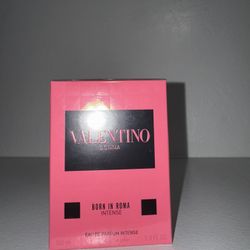 VALENTINO
DONNA
BORN IN ROMA
INTENSE
EAU DE PARFUM INTENSE